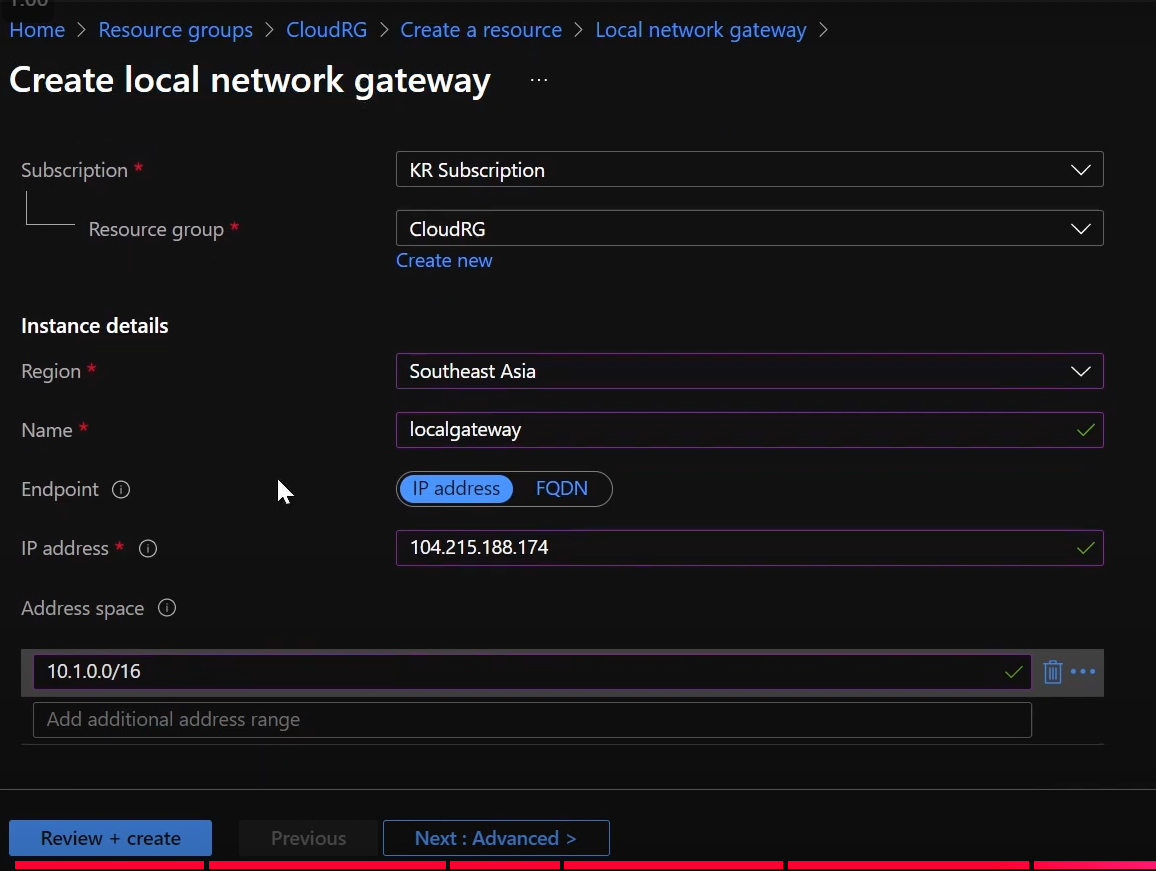 Home > Resource groups > CloudRG > Create a resource > Local network gateway >
Create local network gateway ...
Subscription * KR Subscription
Resource group * CloudRG
Create new
Instance details
Region * Southeast Asia
Name * localgateway
Endpoint IP address FQDN
IP address * 104.215.188.174
Address space
10.1.0.0/16
Add additional address range
Review + create Previous Next : Advanced >